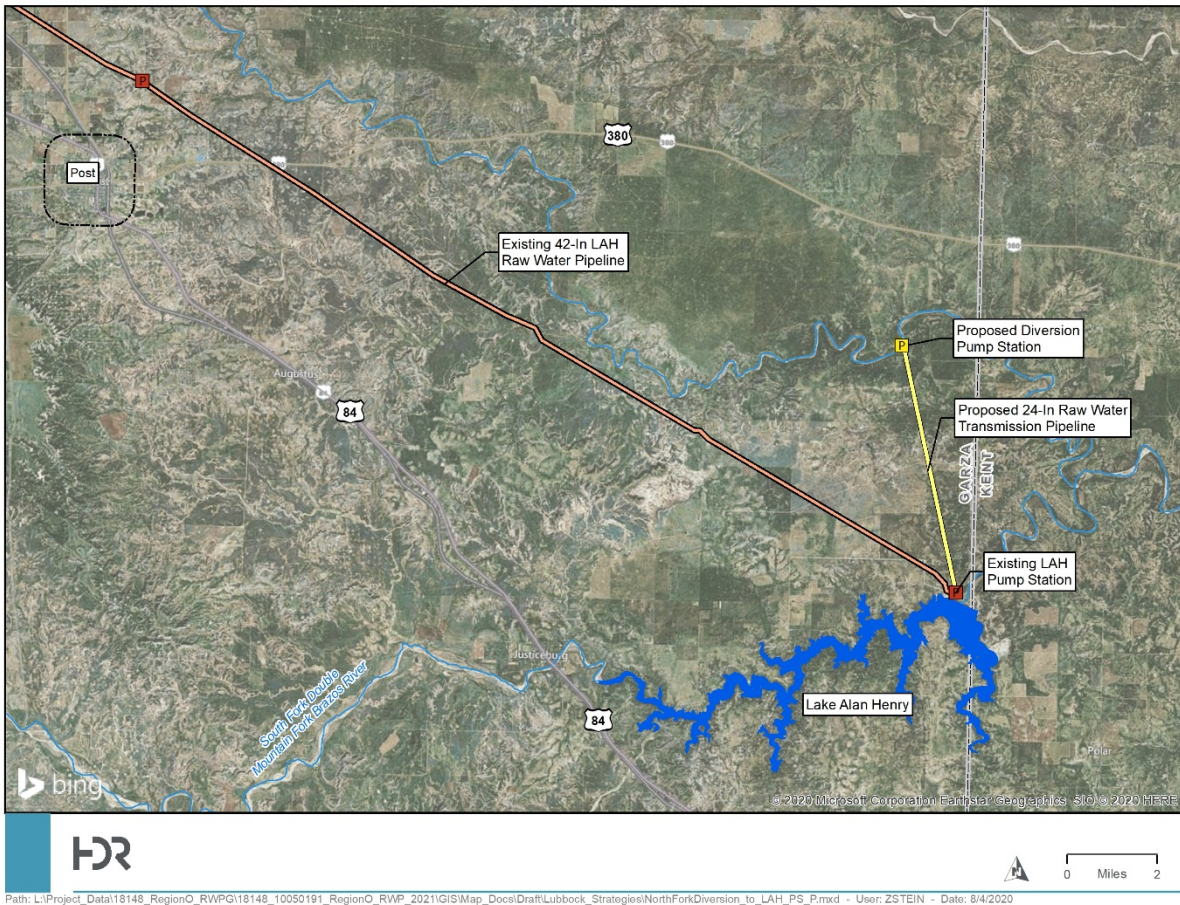 P
380
380
Post
380
Existing 42-In LAH
Raw Water Pipeline
380
P
Proposed Diversion
Pump Station
Augustus
84
84
Proposed 24-In Raw Water
Transmission Pipeline
GARZA
KENT
Existing LAH
Pump Station
P
Justiceburg
South Fork Double
Mountain Fork Brazos River
84
Lake Alan Henry
Polar
bing
© 2020 Microsoft Corporation Earthstar Geographics SIO © 2020 HERE
HDR
0 Miles 2
Path: L:\Project_Data\18148_RegionO_RWPG\18148_10050191_RegionO_RWP_2021\GIS\Map_Docs\Draft\Lubbock_Strategies\NorthForkDiversion_to_LAH_PS_P.mxd - User: ZSTEIN - Date: 8/4/2020